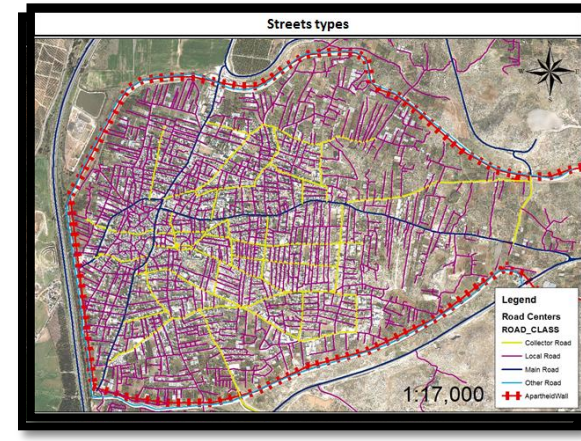 Streets types
Legend
Road Centers
ROAD_CLASS
Collector Road
Local Road
Main Road
Other Road
ApartheidWall
1:17,000